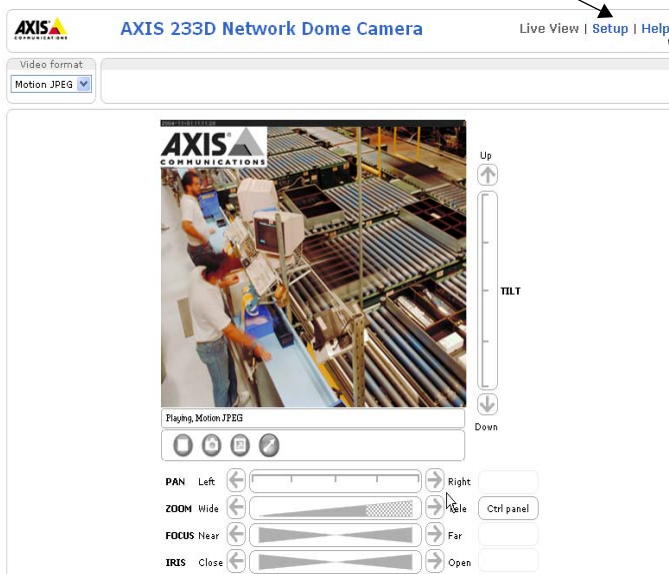 AXIS
COMMUNICATIONS
AXIS 233D Network Dome Camera
Live View | Setup | Help
Video format
Motion JPEG
AXIS
COMMUNICATIONS
Up
TILT
Down
Playing, Motion JPEG
PAN Left Right
ZOOM Wide Tele Ctrl panel
FOCUS Near Far
IRIS Close Open